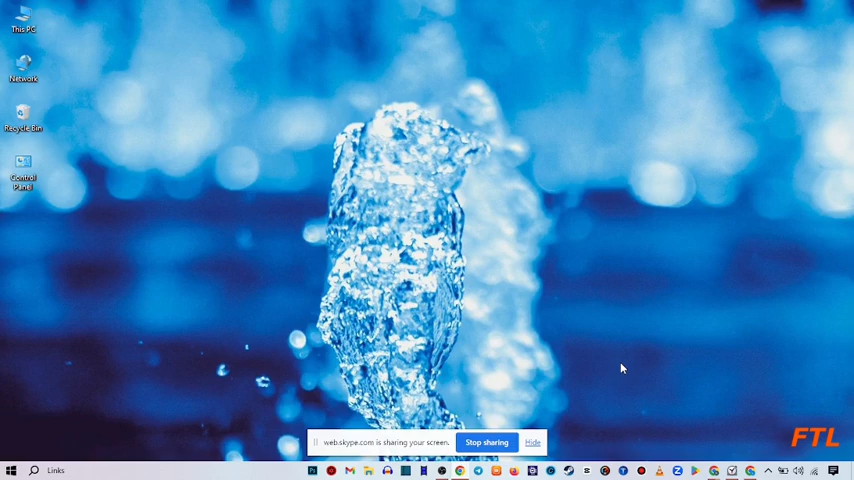 This PC
Network
Recycle Bin
Control
Panel
web.skype.com is sharing your screen.
Stop sharing
Hide
FTL
Links